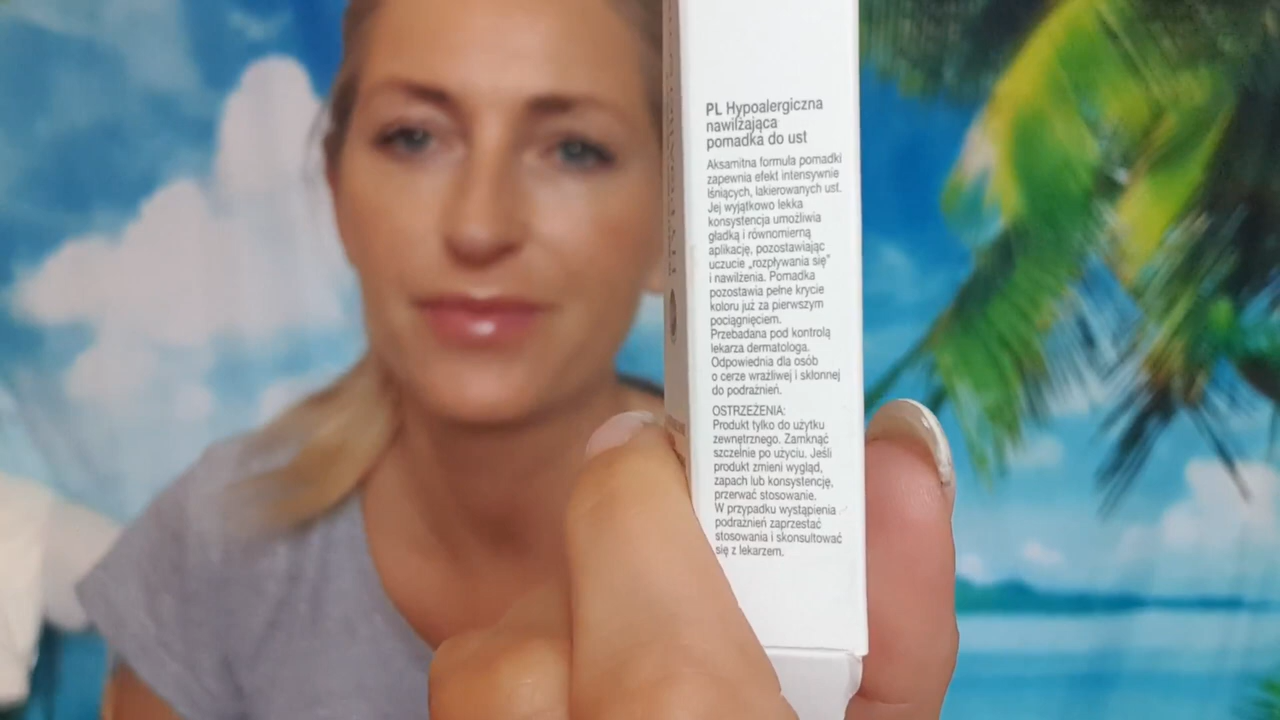 PL Hypoalergiczna
nawilżająca
pomadka do ust
Aksamitna formuła pomadki
zapewnia efekt intensywnie
lśniących, lakierowanych ust.
Jej wyjątkowo lekka
konsystencja umożliwia
gładką i równomierną
aplikację, pozostawiając
uczucie „rozpływania się”
i nawilżenia. Pomadka
pozostawia pełne krycie
koloru już za pierwszym
pociągnięciem.
Przebadana pod kontrolą
lekarza dermatologa.
Odpowiednia dla osób
o cerze wrażliwej i skłonnej
do podrażnień.
OSTRZEŻENIA:
Produkt tylko do użytku
zewnętrznego. Zamknąć
szczelnie po użyciu. Jeśli
produkt zmieni wygląd,
zapach lub konsystencję,
przerwać stosowanie.
W przypadku wystąpienia
podrażnień zaprzestać
stosowania i skonsultować
się z lekarzem.